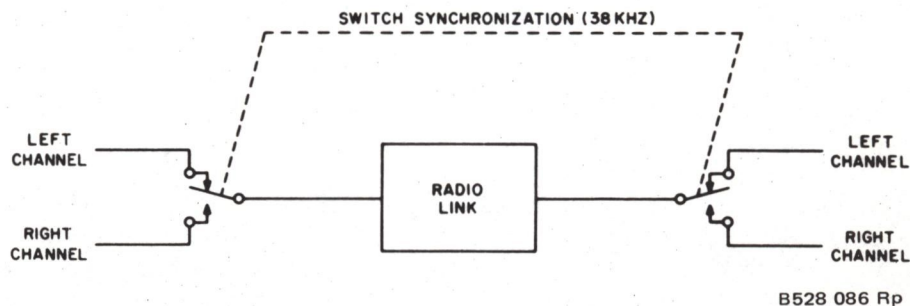 SWITCH SYNCHRONIZATION (38 KHZ)
LEFT
CHANNEL
RIGHT
CHANNEL
RADIO
LINK
LEFT
CHANNEL
RIGHT
CHANNEL
B528 086 Rp